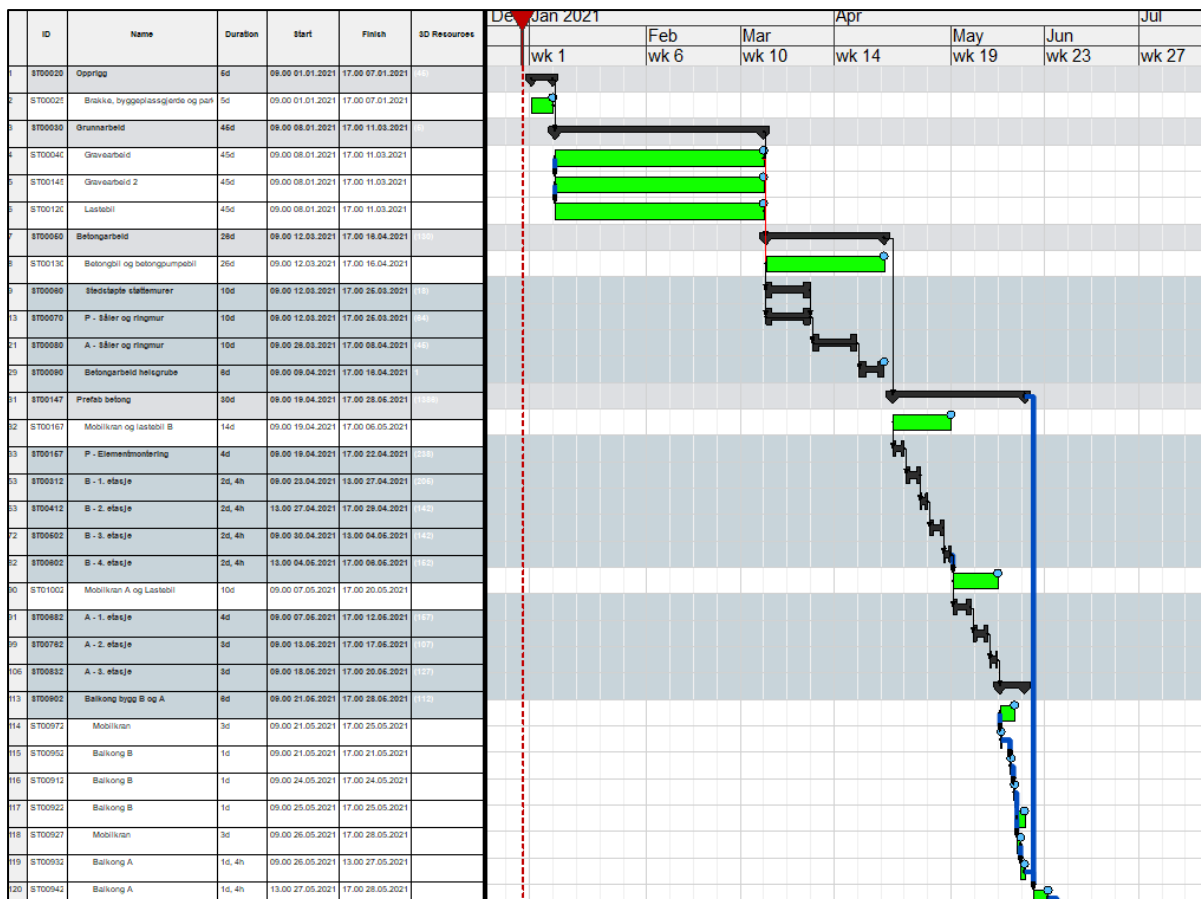 ID Name Duration Start Finish 3D Resources
De Jan 2021 Apr Jul
Feb Mar May Jun
wk 1 wk 6 wk 10 wk 14 wk 19 wk 23 wk 27
1 ST00020 Opprigg 5d 09.00 01.01.2021 17.00 07.01.2021
2 Brakke, byggeplassgjerde og park 5d 09.00 01.01.2021 17.00 07.01.2021
3 ST00030 Grunnarbeid 45d 09.00 08.01.2021 17.00 11.03.2021
4 ST0004C Gravearbeid 45d 09.00 08.01.2021 17.00 11.03.2021
5 Gravearbeid 2 45d 09.00 08.01.2021 17.00 11.03.2021
6 ST0012C Lastebil 45d 09.00 08.01.2021 17.00 11.03.2021
7 ST00050 Betongarbeid 26d 09.00 12.03.2021 17.00 16.04.2021
8 ST0013C Betongbil og betongpumpebil 26d 09.00 12.03.2021 17.00 16.04.2021
9 ST00060 Stedstøpte støttemurer 10d 09.00 12.03.2021 17.00 25.03.2021
13 ST00070 P - Såler og ringmur 10d 09.00 12.03.2021 17.00 25.03.2021
21 ST00080 A - Såler og ringmur 10d 09.00 26.03.2021 17.00 08.04.2021
29 ST00090 Betongarbeid heisgrube 6d 09.00 09.04.2021 17.00 16.04.2021
31 ST00147 Prefab betong 30d 09.00 19.04.2021 17.00 28.05.2021
32 ST00167 Mobilkran og lastebil B 14d 09.00 19.04.2021 17.00 06.05.2021
33 ST00157 P - Elementmontering 4d 09.00 19.04.2021 17.00 22.04.2021 (238)
53 ST00312 B - 1. etasje 2d, 4h 09.00 23.04.2021 13.00 27.04.2021
63 ST00412 B - 2. etasje 2d, 4h 13.00 27.04.2021 17.00 29.04.2021 (142)
72 ST00502 B - 3. etasje 2d, 4h 09.00 30.04.2021 13.00 04.05.2021 (142)
82 ST00602 B - 4. etasje 2d, 4h 13.00 04.05.2021 17.00 06.05.2021
90 ST01002 Mobilkran A og Lastebil 10d 09.00 07.05.2021 17.00 20.05.2021
91 ST00682 A - 1. etasje 4d 09.00 07.05.2021 17.00 12.05.2021
99 ST00762 A - 2. etasje 3d 09.00 13.05.2021 17.00 17.05.2021
106 ST00832 A - 3. etasje 3d 09.00 18.05.2021 17.00 20.05.2021 (127)
113 ST00902 Balkong bygg B og A 6d 09.00 21.05.2021 17.00 28.05.2021 (112)
114 ST00972 Mobilkran 3d 09.00 21.05.2021 17.00 25.05.2021
115 ST00952 Balkong B 1d 09.00 21.05.2021 17.00 21.05.2021
116 ST00912 Balkong B 1d 09.00 24.05.2021 17.00 24.05.2021
117 ST00922 Balkong B 1d 09.00 25.05.2021 17.00 25.05.2021
118 ST00927 Mobilkran 3d 09.00 26.05.2021 17.00 28.05.2021
119 ST00932 Balkong A 1d, 4h 09.00 26.05.2021 13.00 27.05.2021
120 ST00942 Balkong A 1d, 4h 13.00 27.05.2021 17.00 28.05.2021